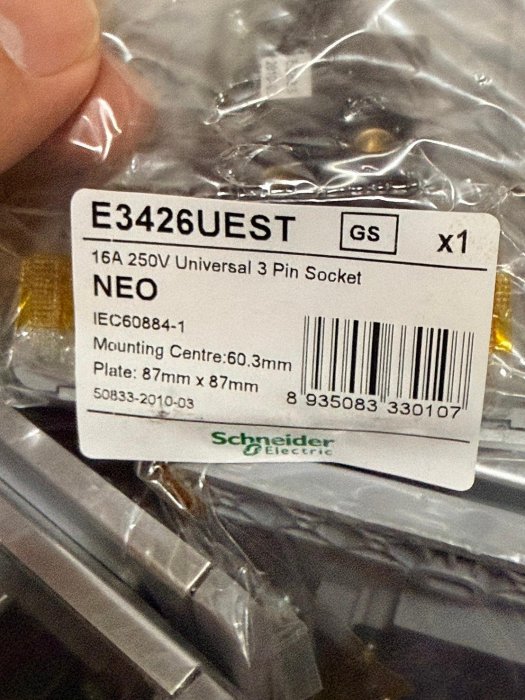 E3426UEST GS x1
16A 250V Universal 3 Pin Socket
NEO
IEC60884-1
Mounting Centre:60.3mm
Plate: 87mm x 87mm
50833-2010-03
8 935083 330107
Schneider
Electric